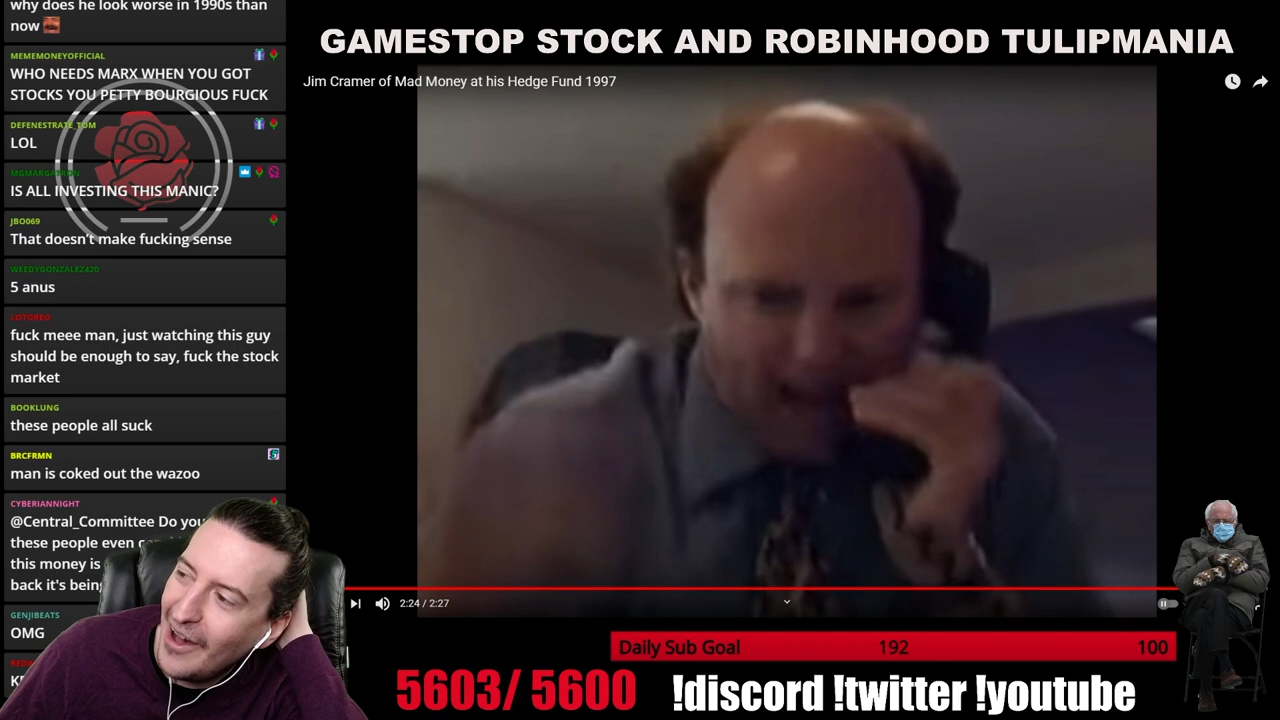 why does he look worse in 1990s than
now
MEMEMONEYOFFICIAL
WHO NEEDS MARX WHEN YOU GOT
STOCKS YOU PETTY BOURGIOUS FUCK
DEFENESTRATE_TOM
LOL
IS ALL INVESTING THIS MANIC?
JBO069
That doesn't make fucking sense
WEEDYGONZALEZ420
5 anus
LOTOREO
fuck meee man, just watching this guy
should be enough to say, fuck the stock
market
BOOKLUNG
these people all suck
BRCFRMN
man is coked out the wazoo
CYBERIANNIGHT
@Central_Committee Do you
these people even
this money is
back it's being
GENJIBEATS
OMG
GAMESTOP STOCK AND ROBINHOOD TULIPMANIA
Jim Cramer of Mad Money at his Hedge Fund 1997
2:24 / 2:27
Daily Sub Goal 192 100
5603/ 5600 !discord !twitter !youtube